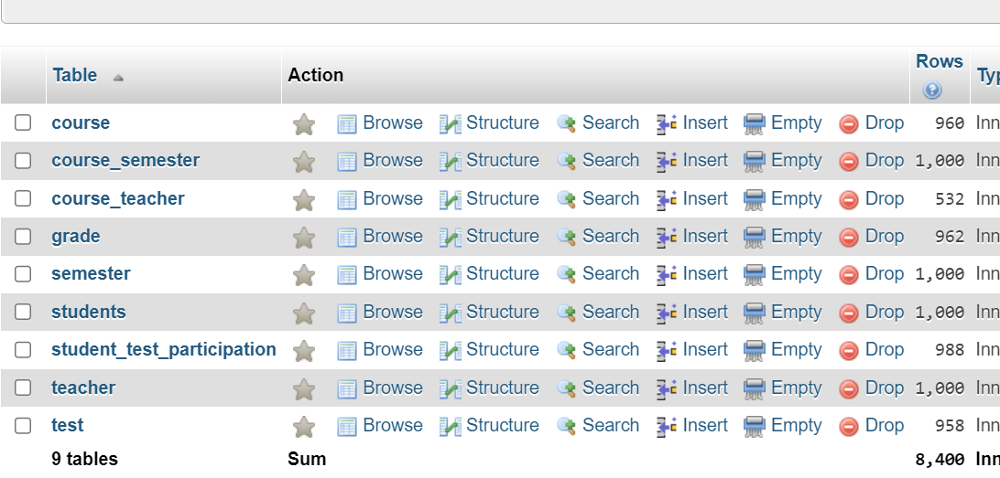 Table Action Rows Typ
course Browse Structure Search Insert Empty Drop 960 Inn
course_semester Browse Structure Search Insert Empty Drop 1,000 Inn
course_teacher Browse Structure Search Insert Empty Drop 532 Inn
grade Browse Structure Search Insert Empty Drop 962 Inn
semester Browse Structure Search Insert Empty Drop 1,000 Inn
students Browse Structure Search Insert Empty Drop 1,000 Inn
student_test_participation Browse Structure Search Insert Empty Drop 988 Inn
teacher Browse Structure Search Insert Empty Drop 1,000 Inn
test Browse Structure Search Insert Empty Drop 958 Inn
9 tables Sum 8,400 Inn